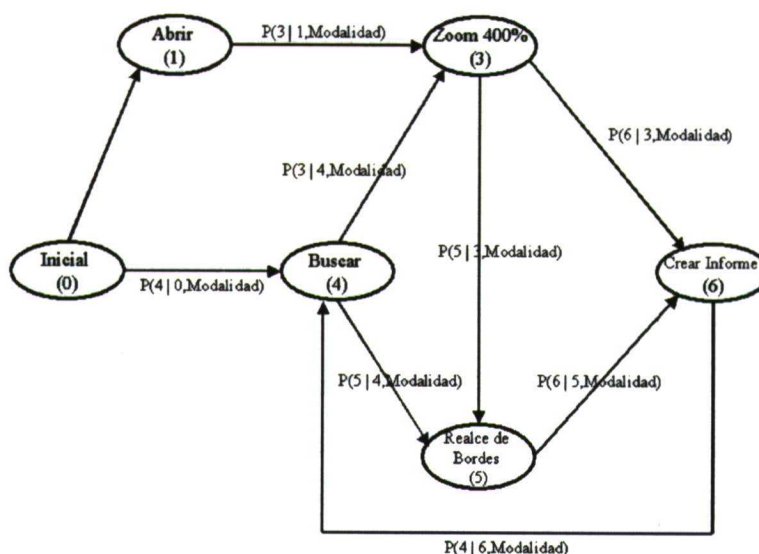 Abrir
(1)
P(3 | 1,Modalidad)
Zoom 400%
(3)
P(6 | 3,Modalidad)
P(3 | 4,Modalidad)
Inicial
(0)
P(4 | 0,Modalidad)
Buscar
(4)
P(5 | 3,Modalidad)
Crear Informe
(6)
P(5 | 4,Modalidad)
P(6 | 5,Modalidad)
Realce de
Bordes
(5)
P(4 | 6,Modalidad)